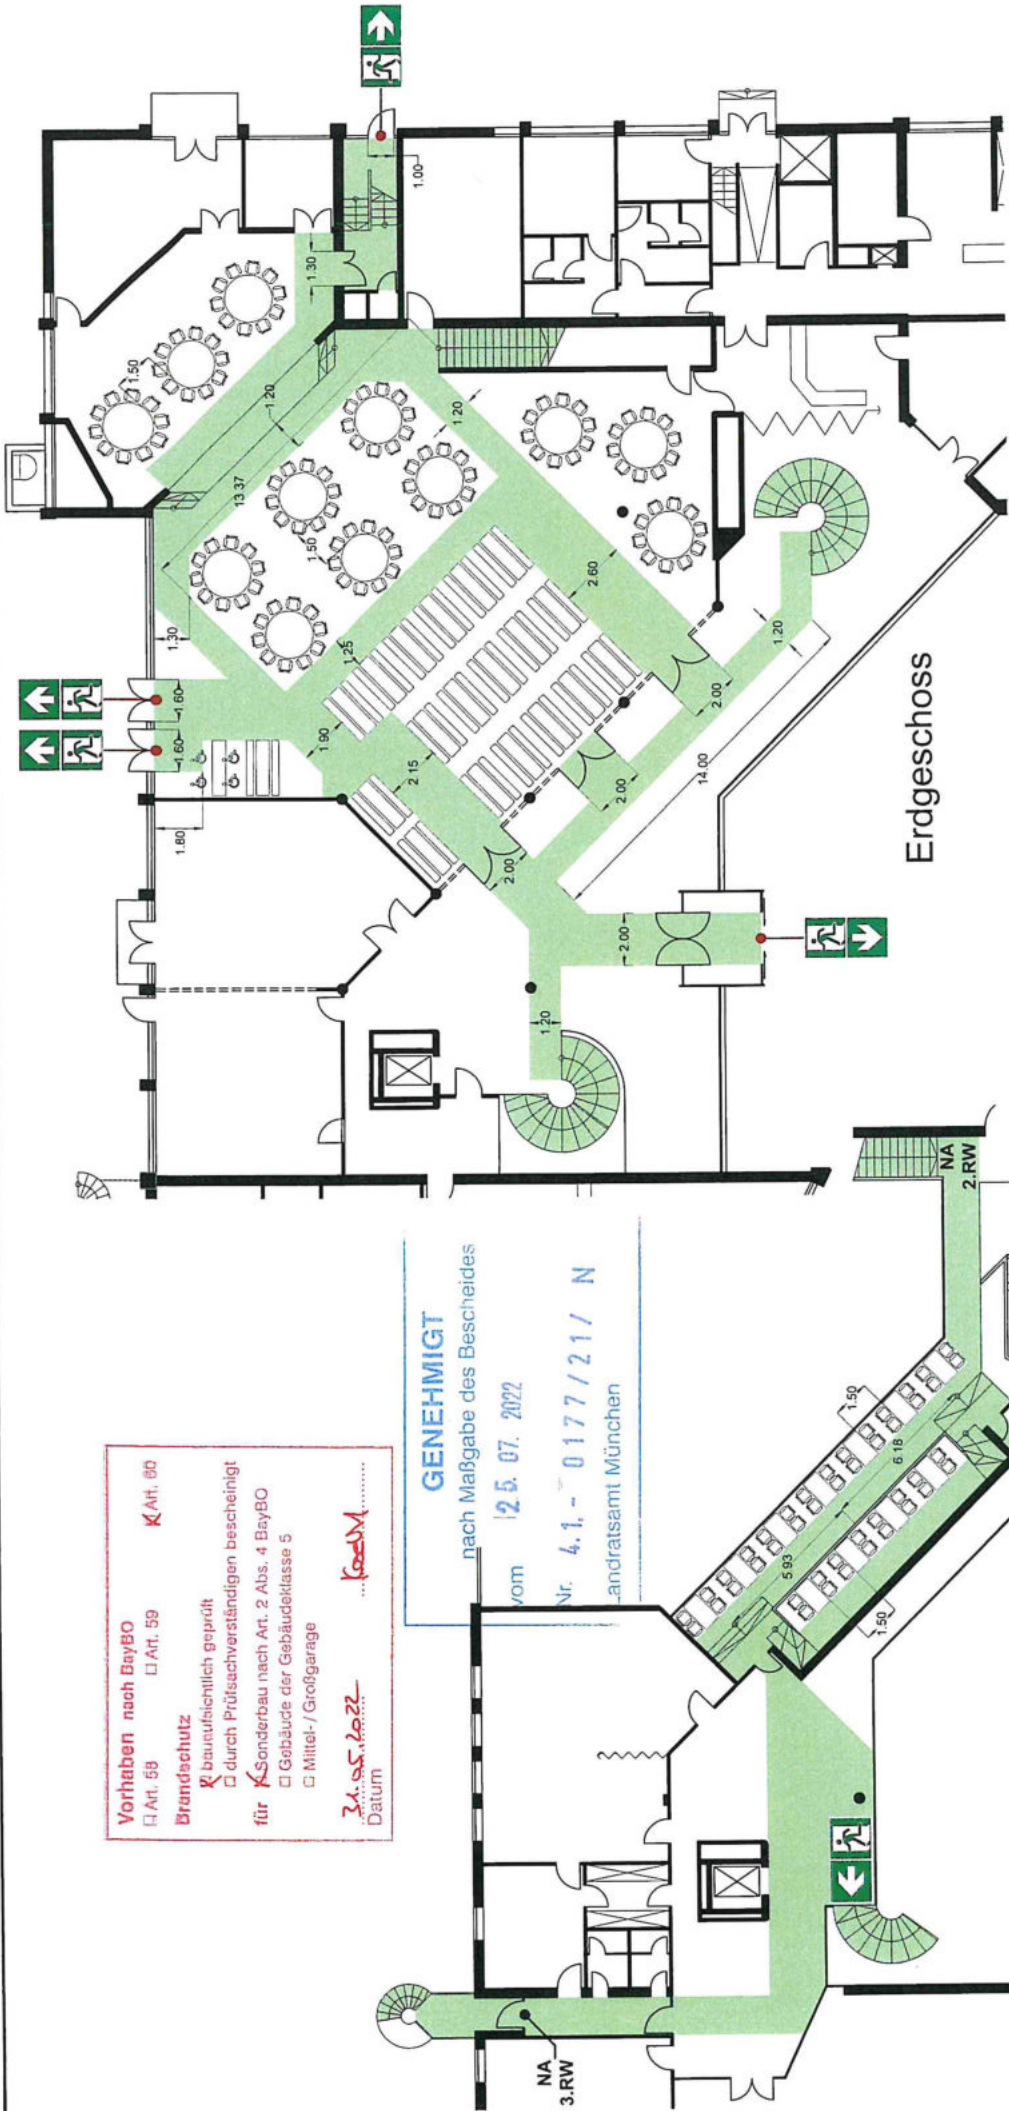 Vorhaben nach BayBO
Art. 58 Art. 59 Art. 60
Brandschutz
bauaufsichtlich geprüft
durch Prüfsachverständigen bescheinigt
für Sonderbau nach Art. 2 Abs. 4 BayBO
Gebäude der Gebäudeklasse 5
Mittel-/ Großgarage
31.05.2022
Datum
GENEHMIGT
nach Maßgabe des Bescheides
vom 25. 07. 2022
Nr. 4.1.- 0177/21/ N
Landratsamt München
1.00
1.30
1.50
1.20
13.37
1.20
1.50
1.30
1.25
2.60
1.60
1.60
1.90
2.15
1.80
2.00
2.00
2.00
1.20
14.00
2.00
1.20
Erdgeschoss
NA
2.RW
1.50
6.18
5.93
1.50
NA
3.RW